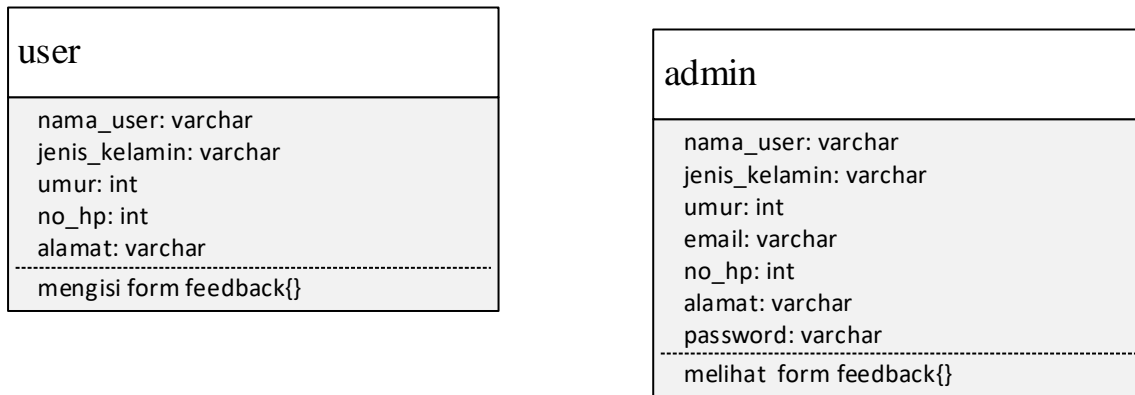 user
nama_user: varchar
jenis_kelamin: varchar
umur: int
no_hp: int
alamat: varchar
mengisi form feedback{}
admin
nama_user: varchar
jenis_kelamin: varchar
umur: int
email: varchar
no_hp: int
alamat: varchar
password: varchar
melihat  form feedback{}